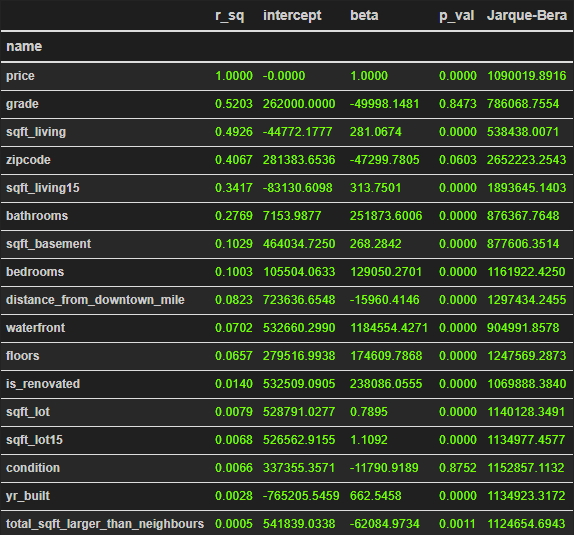 r_sq intercept beta p_val Jarque-Bera
name
price 1.0000 -0.0000 1.0000 0.0000 1090019.8916
grade 0.5203 262000.0000 -49998.1481 0.8473 786068.7554
sqft_living 0.4926 -44772.1777 281.0674 0.0000 538438.0071
zipcode 0.4067 281383.6536 -47299.7805 0.0603 2652223.2543
sqft_living15 0.3417 -83130.6098 313.7501 0.0000 1893645.1403
bathrooms 0.2769 7153.9877 251873.6006 0.0000 876367.7648
sqft_basement 0.1029 464034.7250 268.2842 0.0000 877606.3514
bedrooms 0.1003 105504.0633 129050.2701 0.0000 1161922.4250
distance_from_downtown_mile 0.0823 723636.6548 -15960.4146 0.0000 1297434.2455
waterfront 0.0702 532660.2990 1184554.4271 0.0000 904991.8578
floors 0.0657 279516.9938 174609.7868 0.0000 1247569.2873
is_renovated 0.0140 532509.0905 238086.0555 0.0000 1069888.3840
sqft_lot 0.0079 528791.0277 0.7895 0.0000 1140128.3491
sqft_lot15 0.0068 526562.9155 1.1092 0.0000 1134977.4577
condition 0.0066 337355.3571 -11790.9189 0.8752 1152857.1132
yr_built 0.0028 -765205.5459 662.5458 0.0000 1134923.3172
total_sqft_larger_than_neighbours 0.0005 541839.0338 -62084.9734 0.0011 1124654.6943